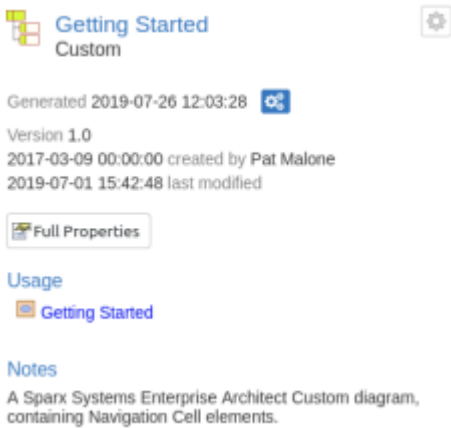 Getting Started
Custom
Generated 2019-07-26 12:03:28
Version 1.0
2017-03-09 00:00:00 created by Pat Malone
2019-07-01 15:42:48 last modified
Full Properties
Usage
Getting Started
Notes
A Sparx Systems Enterprise Architect Custom diagram,
containing Navigation Cell elements.